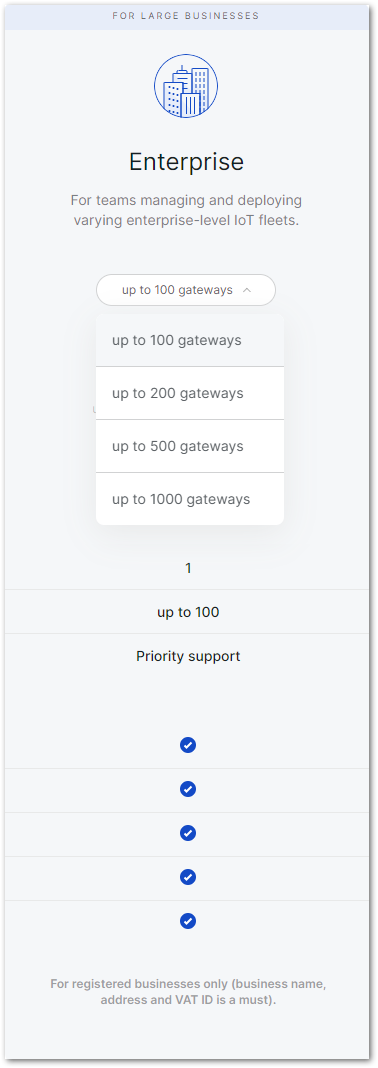 FOR LARGE BUSINESSES
Enterprise
For teams managing and deploying
varying enterprise-level IoT fleets.
up to 100 gateways
up to 100 gateways
up to 200 gateways
up to 500 gateways
up to 1000 gateways
1
up to 100
Priority support
For registered businesses only (business name,
address and VAT ID is a must).